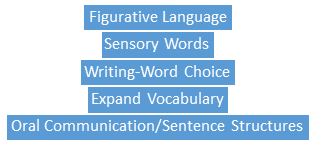 Figurative Language
Sensory Words
Writing-Word Choice
Expand Vocabulary
Oral Communication/Sentence Structures